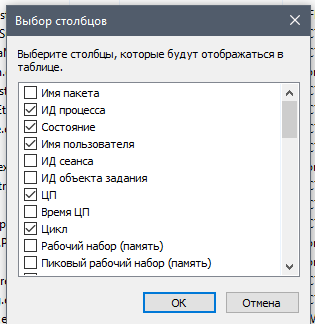 Выбор столбцов
Выберите столбцы, которые будут отображаться в
таблице.
Имя пакета
ИД процесса
Состояние
Имя пользователя
ИД сеанса
ИД объекта задания
ЦП
Время ЦП
Цикл
Рабочий набор (память)
Пиковый рабочий набор (память)
ОК
Отмена